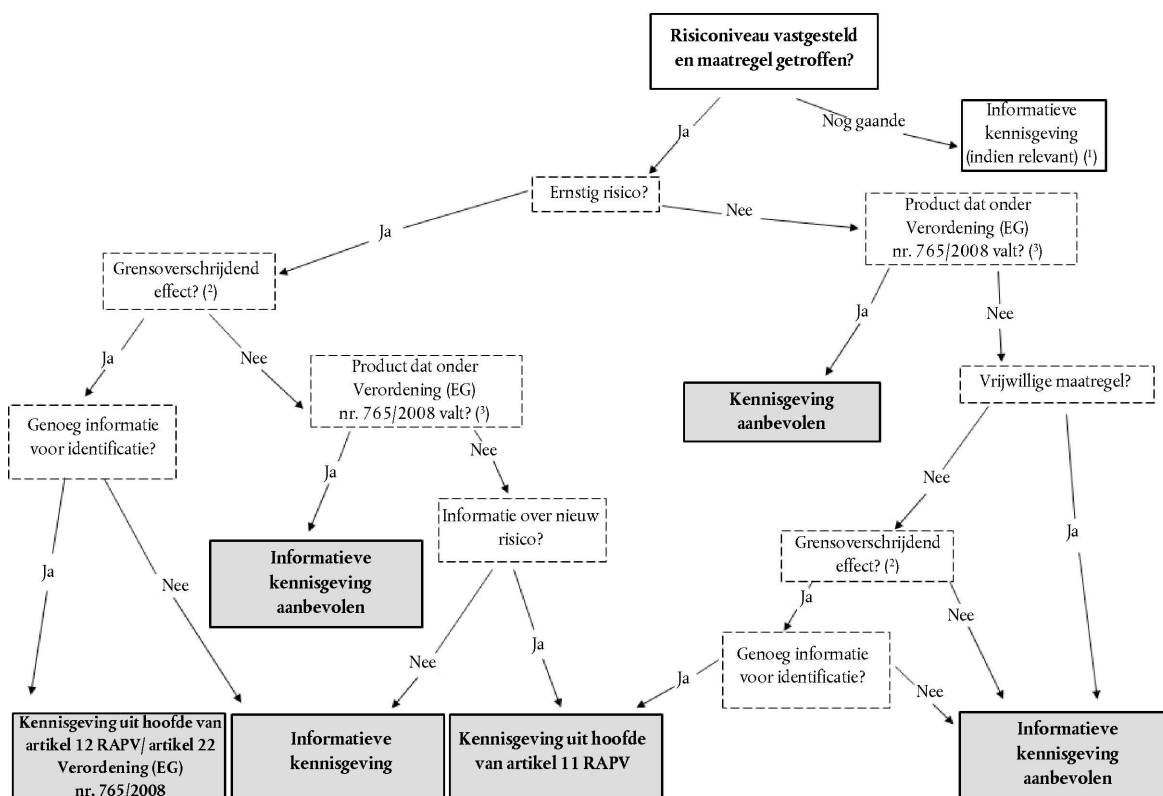 Risiconiveau vastgesteld
en maatregel getroffen?
Ja
Nog gaande
Informatieve
kennisgeving
(indien relevant) (¹)
Ernstig risico?
Ja
Nee
Product dat onder
Verordening (EG)
nr. 765/2008 valt? (³)
Grensoverschrijdend
effect? (²)
Ja
Nee
Ja
Nee
Product dat onder
Verordening (EG)
nr. 765/2008 valt? (³)
Kennisgeving
aanbevolen
Vrijwillige maatregel?
Genoeg informatie
voor identificatie?
Ja
Nee
Nee
Ja
Informatie over nieuw
risico?
Grensoverschrijdend
effect? (²)
Informatieve
kennisgeving
aanbevolen
Ja
Nee
Nee
Ja
Ja
Nee
Genoeg informatie
voor identificatie?
Ja
Nee
Kennisgeving uit hoofde van
artikel 12 RAPV/ artikel 22
Verordening (EG)
nr. 765/2008
Informatieve
kennisgeving
Kennisgeving uit hoofde
van artikel 11 RAPV
Informatieve
kennisgeving
aanbevolen